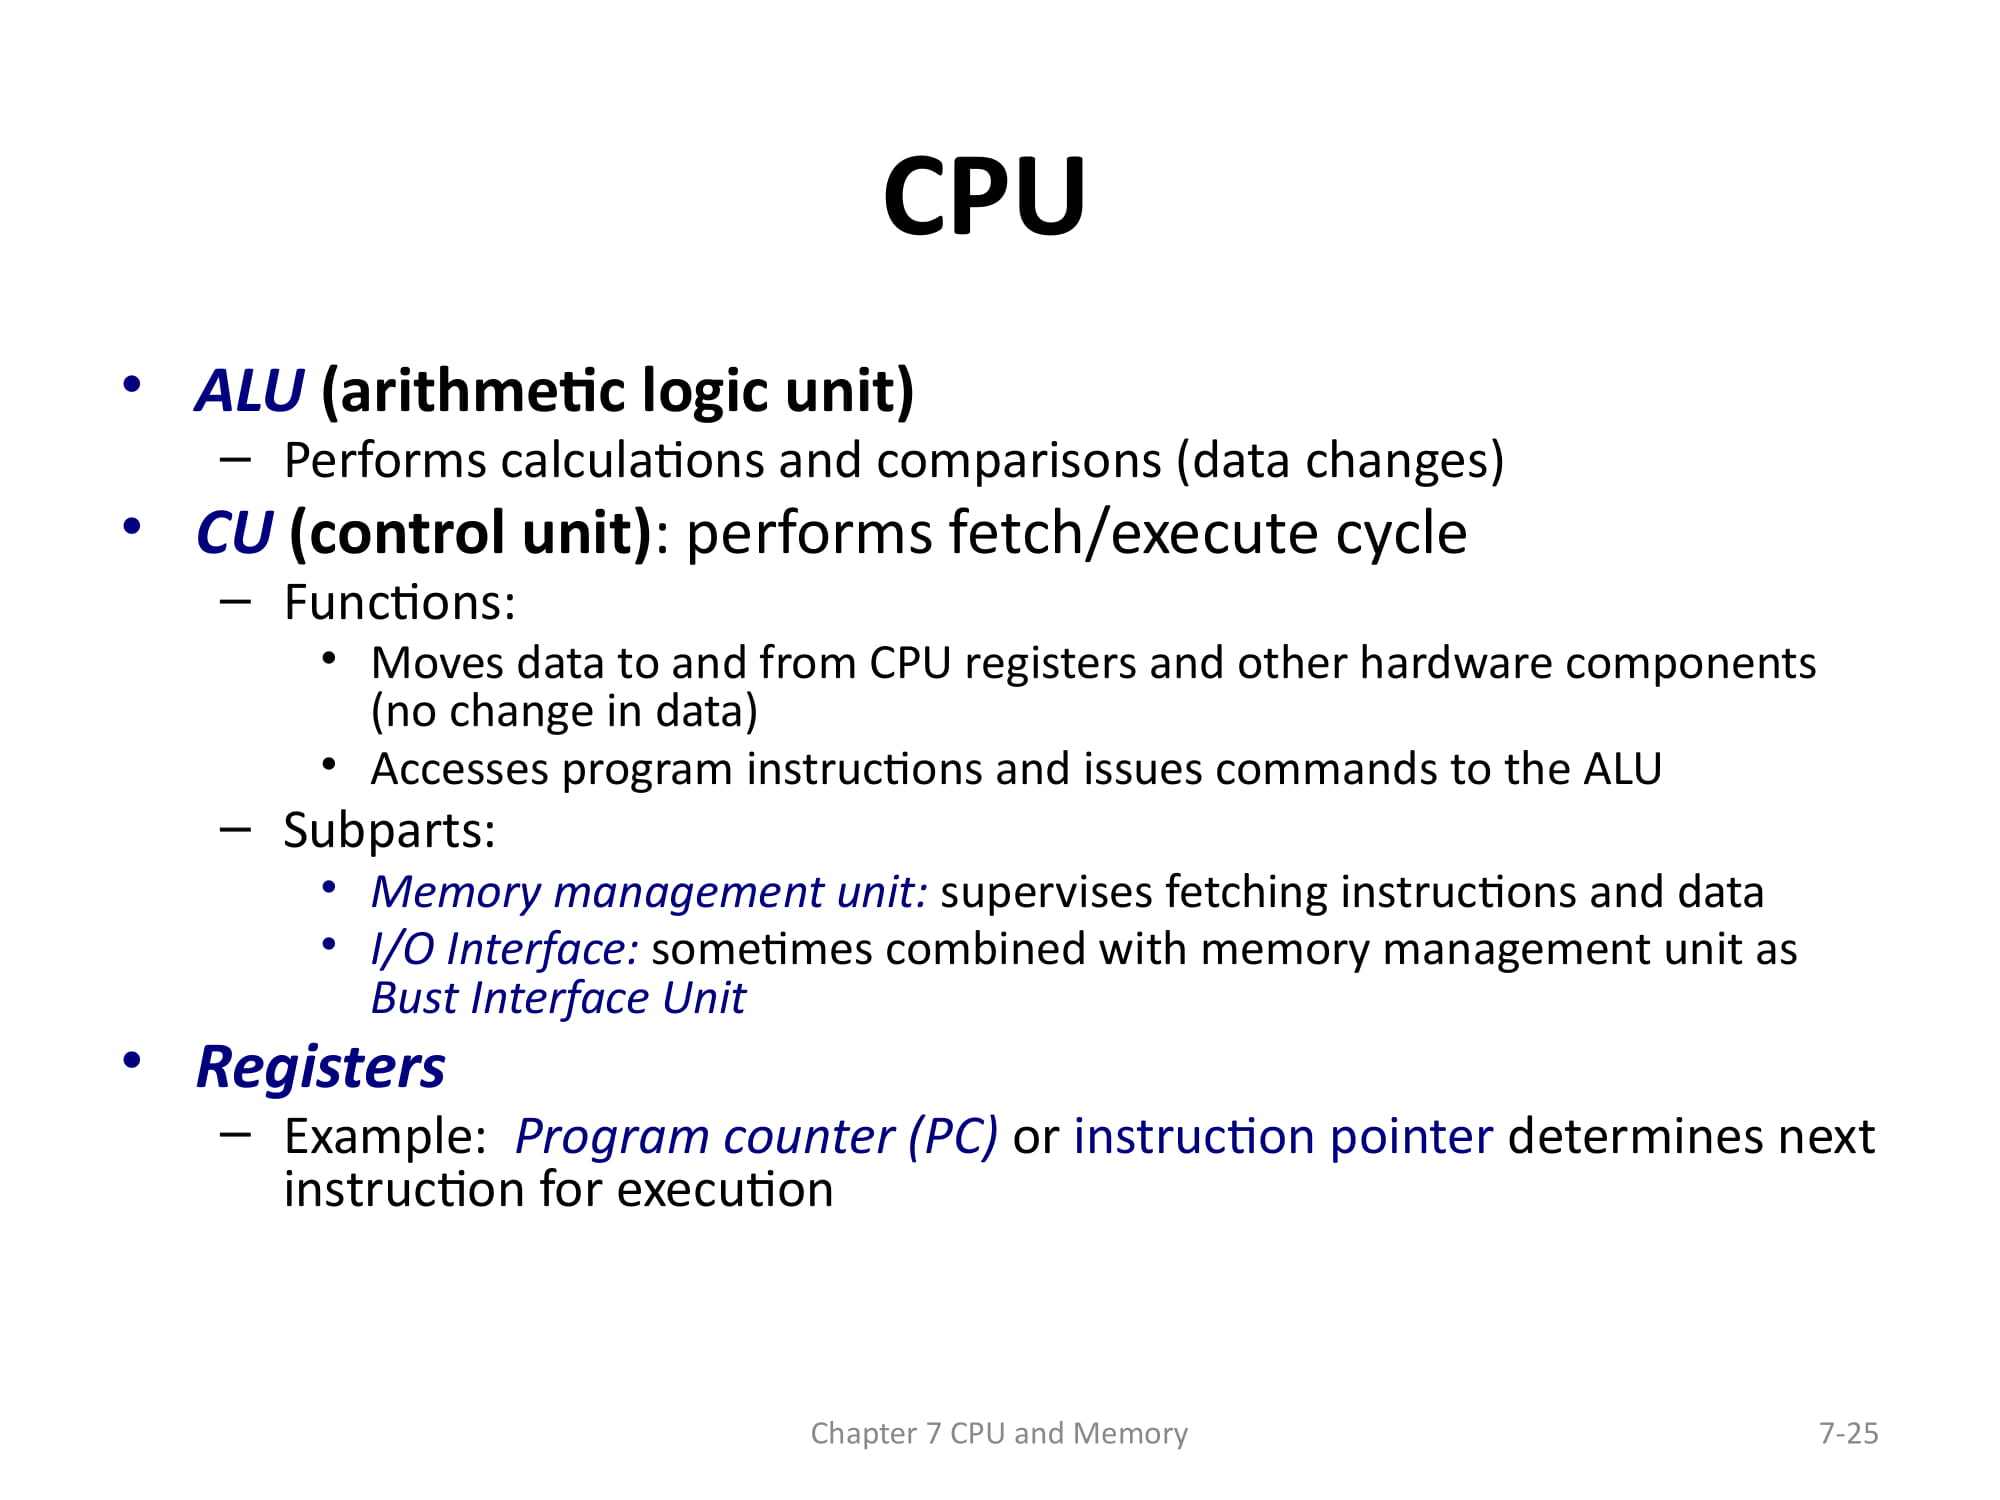 CPU
• ALU (arithmetic logic unit)
– Performs calculations and comparisons (data changes)
• CU (control unit): performs fetch/execute cycle
– Functions:
• Moves data to and from CPU registers and other hardware components
(no change in data)
• Accesses program instructions and issues commands to the ALU
– Subparts:
• Memory management unit: supervises fetching instructions and data
• I/O Interface: sometimes combined with memory management unit as
Bust Interface Unit
• Registers
– Example: Program counter (PC) or instruction pointer determines next
instruction for execution
Chapter 7 CPU and Memory
7-25